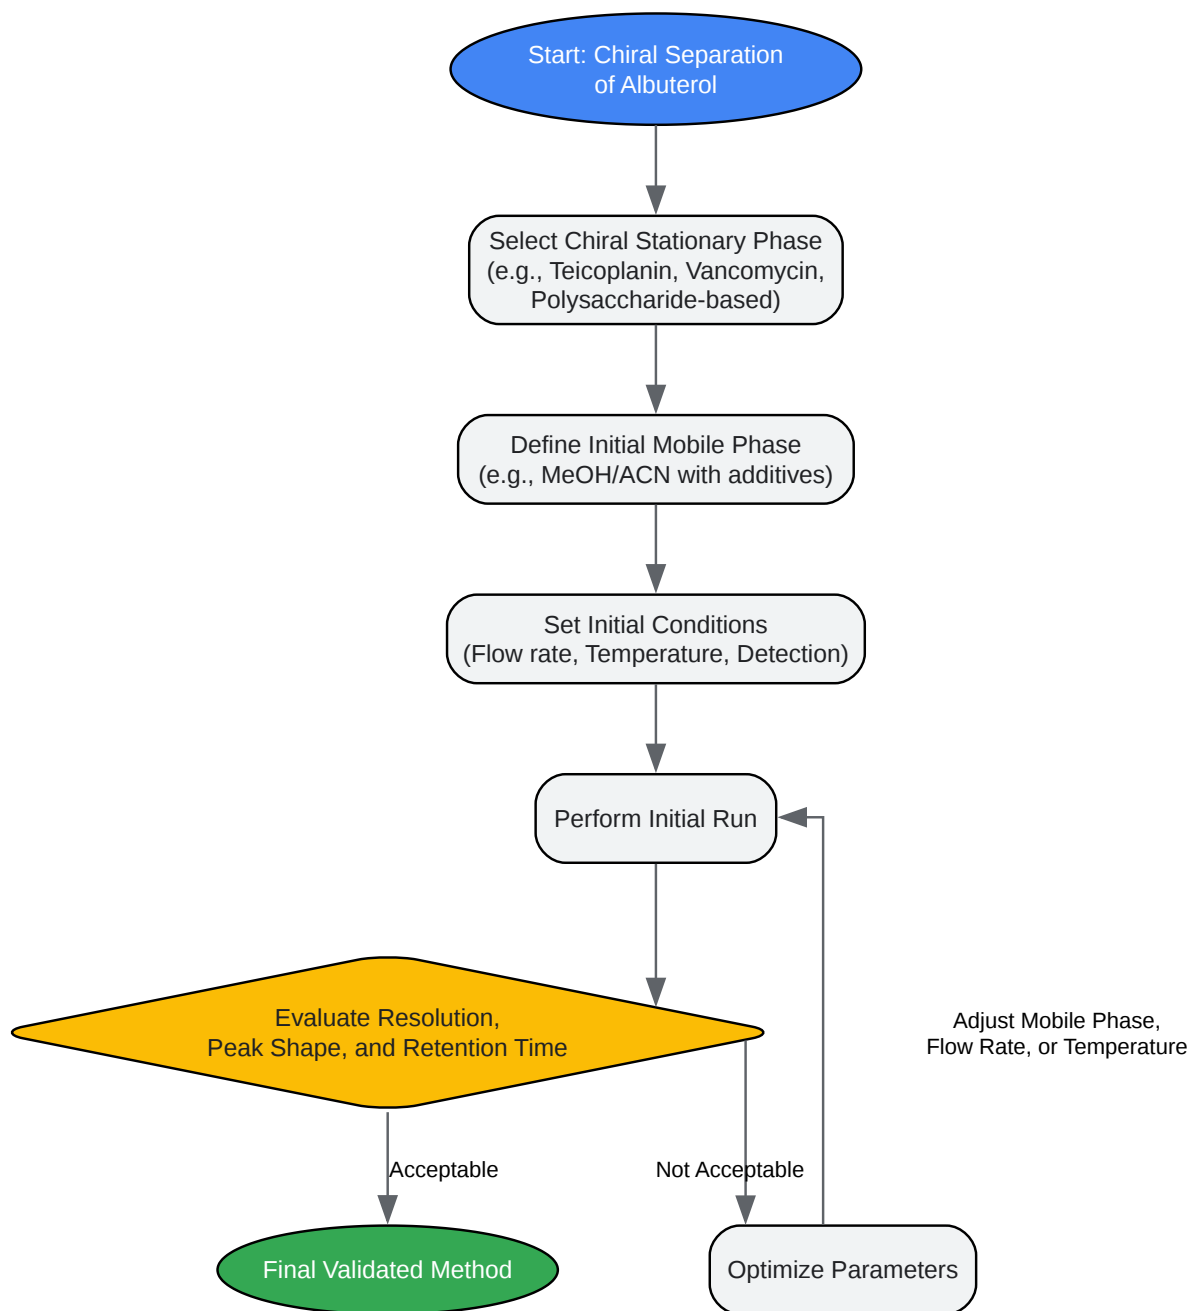 Start: Chiral Separation
of Albuterol
Select Chiral Stationary Phase
(e.g., Teicoplanin, Vancomycin,
Polysaccharide-based)
Define Initial Mobile Phase
(e.g., MeOH/ACN with additives)
Set Initial Conditions
(Flow rate, Temperature, Detection)
Perform Initial Run
Evaluate Resolution,
Peak Shape, and Retention Time
Adjust Mobile Phase,
Flow Rate, or Temperature
Acceptable
Not Acceptable
Final Validated Method
Optimize Parameters